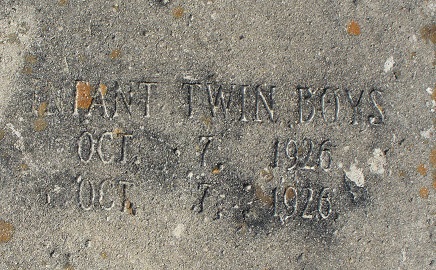 INFANT TWIN BOYS
OCT. 7, 1926
OCT. 7, 1926